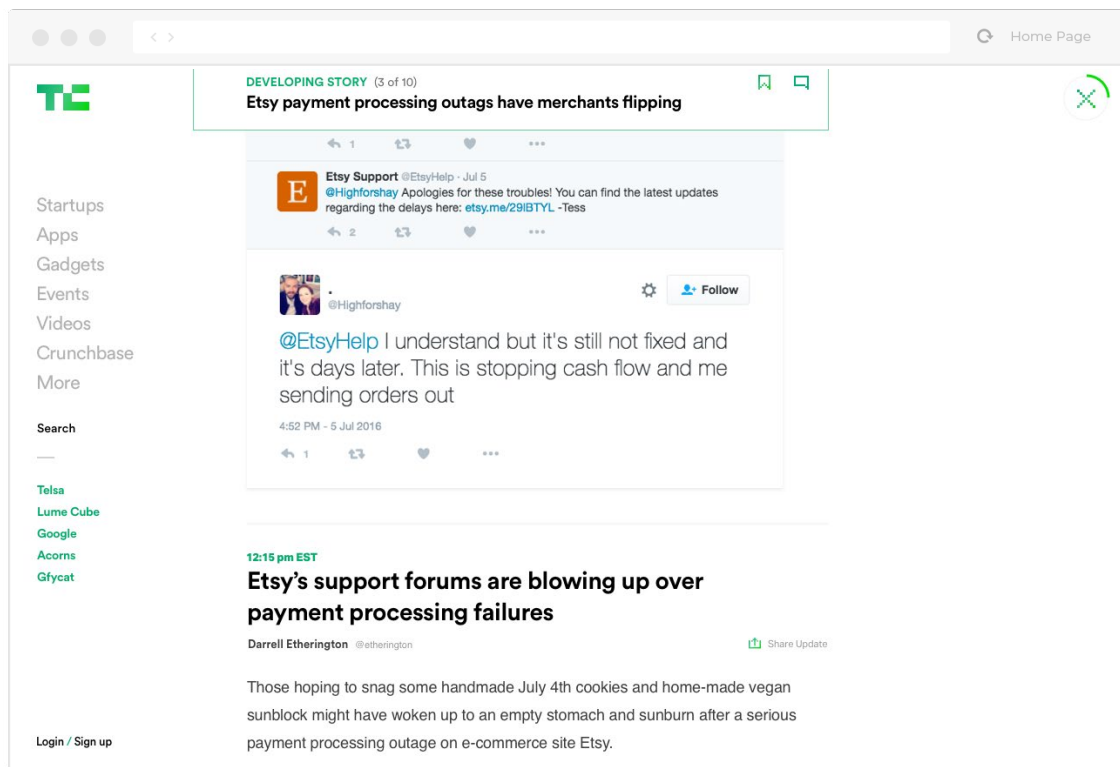 Home Page
TC
DEVELOPING STORY (3 of 10)
Etsy payment processing outags have merchants flipping
Startups
Apps
Gadgets
Events
Videos
Crunchbase
More
Search
Telsa
Lume Cube
Google
Acorns
Gfycat
Login / Sign up
1
E
Etsy Support @EtsyHelp · Jul 5
@Highforshay Apologies for these troubles! You can find the latest updates
regarding the delays here: etsy.me/29IBTYL -Tess
2
.
@Highforshay
Follow
@EtsyHelp I understand but it's still not fixed and
it's days later. This is stopping cash flow and me
sending orders out
4:52 PM - 5 Jul 2016
1
12:15 pm EST
Etsy’s support forums are blowing up over
payment processing failures
Darrell Etherington @etherington
Share Update
Those hoping to snag some handmade July 4th cookies and home-made vegan
sunblock might have woken up to an empty stomach and sunburn after a serious
payment processing outage on e-commerce site Etsy.